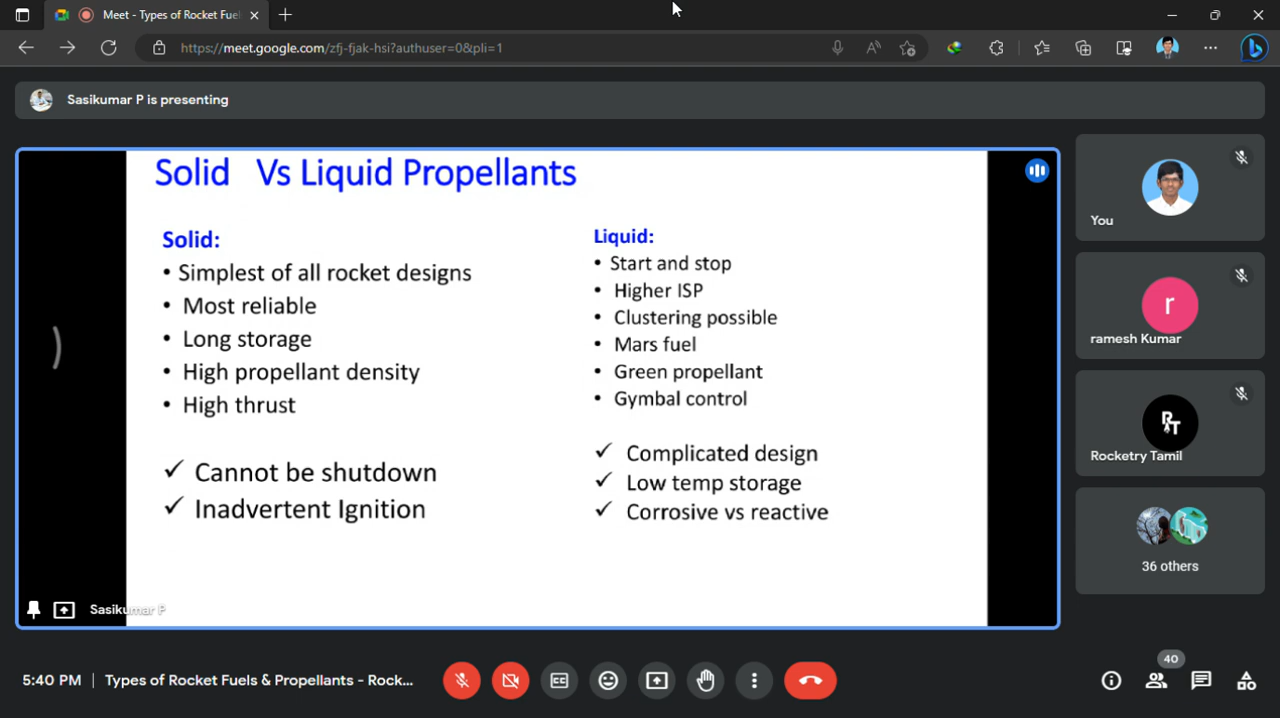 Meet - Types of Rocket Fuel
https://meet.google.com/zfj-fjak-hsi?authuser=0&pli=1
Sasikumar P is presenting
Solid Vs Liquid Propellants
Solid:
• Simplest of all rocket designs
• Most reliable
• Long storage
• High propellant density
• High thrust
✓ Cannot be shutdown
✓ Inadvertent Ignition
Liquid:
• Start and stop
• Higher ISP
• Clustering possible
• Mars fuel
• Green propellant
• Gymbal control
✓ Complicated design
✓ Low temp storage
✓ Corrosive vs reactive
Sasikumar P
You
r
ramesh Kumar
RT
Rocketry Tamil
36 others
5:40 PM | Types of Rocket Fuels & Propellants - Rock...
40